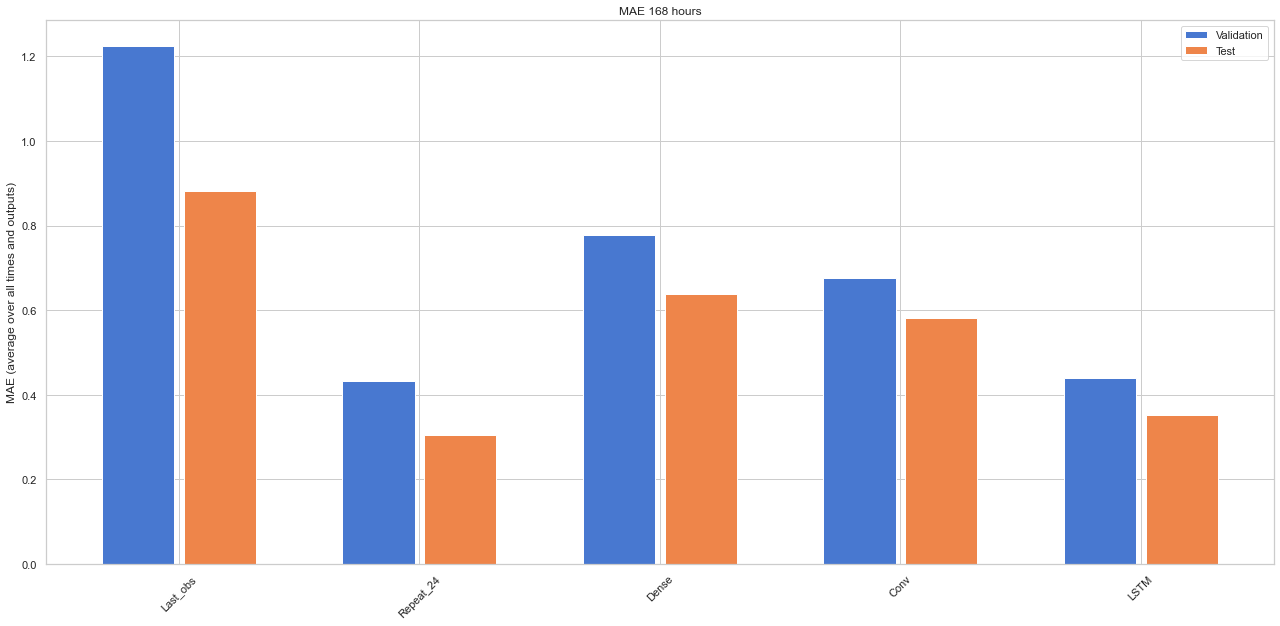 MAE 168 hours
Validation
Test
MAE (average over all times and outputs)
1.2
1.0
0.8
0.6
0.4
0.2
0.0
Last_obs
Repeat_24
Dense
Conv
LSTM